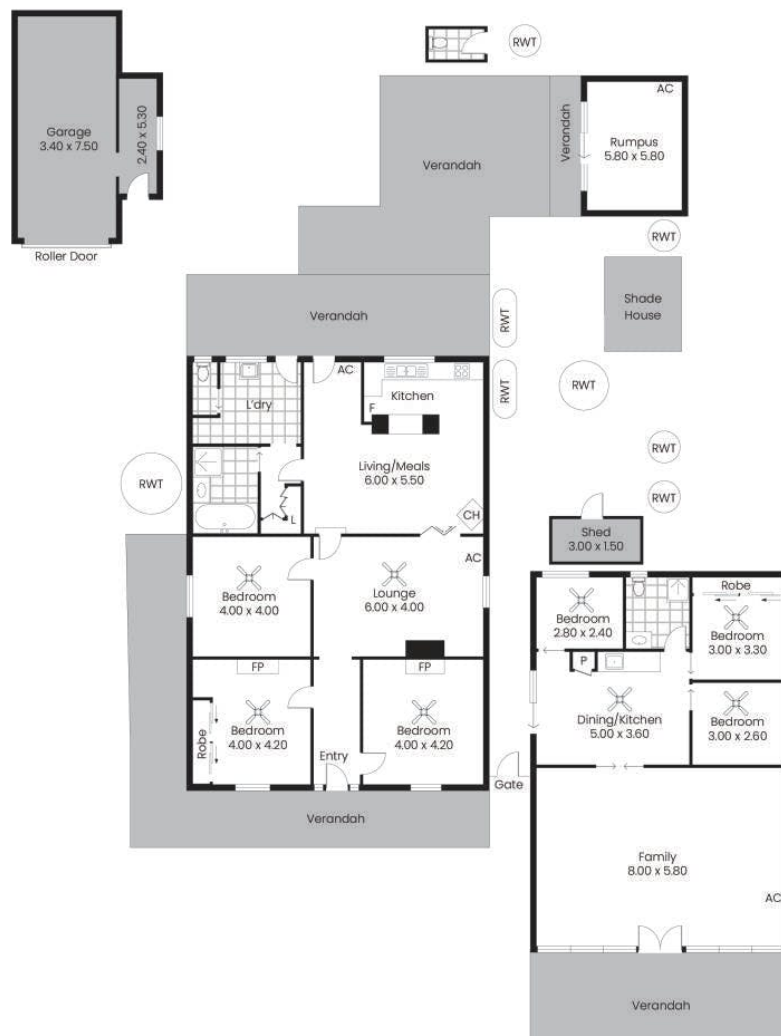 RWT
AC
Garage
3.40 x 7.50
2.40 x 5.30
Verandah
Verandah
Rumpus
5.80 x 5.80
RWT
Roller Door
Shade
House
Verandah
RWT
AC
Kitchen
F
RWT
RWT
L'dry
Living/Meals
6.00 x 5.50
RWT
RWT
RWT
L
CH
Shed
3.00 x 1.50
AC
Bedroom
4.00 x 4.00
Lounge
6.00 x 4.00
Robe
Bedroom
2.80 x 2.40
Bedroom
3.00 x 3.30
FP
FP
P
Robe
Bedroom
4.00 x 4.20
Bedroom
4.00 x 4.20
Dining/Kitchen
5.00 x 3.60
Bedroom
3.00 x 2.60
Entry
Gate
Verandah
Family
8.00 x 5.80
AC
Verandah